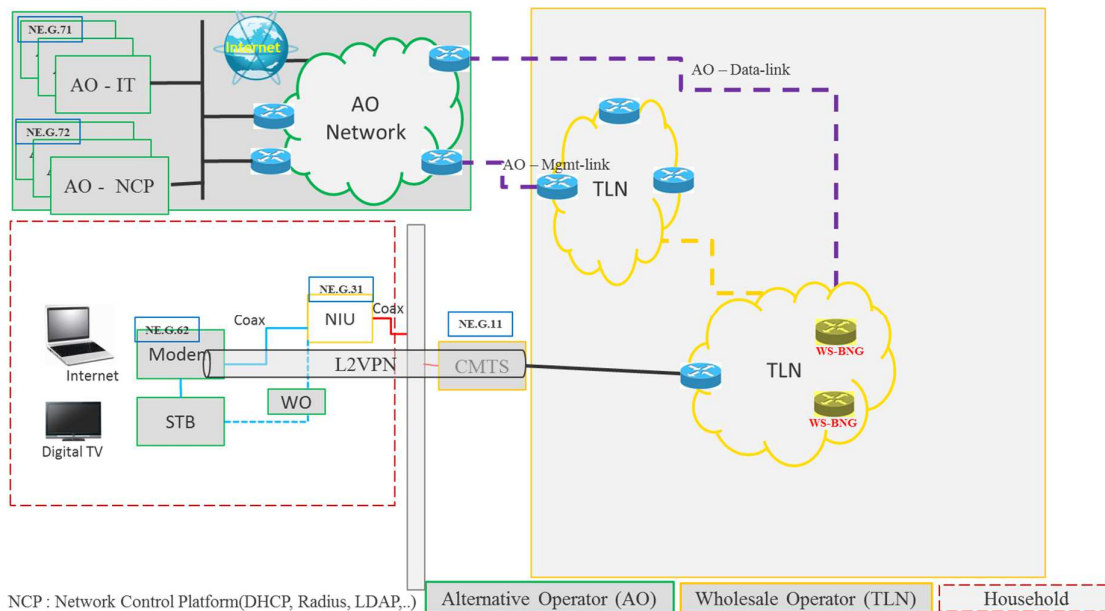 NE.G.71
Internet
AO - IT
AO – Data-link
AO
Network
NE.G.72
AO – Mgmt-link
AO - NCP
TLN
NE.G.31
Coax
Coax
NIU
NE.G.11
NE.G.62
Modem
WS-BNG
Internet
L2VPN
CMTS
TLN
WO
STB
WS-BNG
Digital TV
NCP : Network Control Platform(DHCP, Radius, LDAP,..)
Alternative Operator (AO)
Wholesale Operator (TLN)
Household